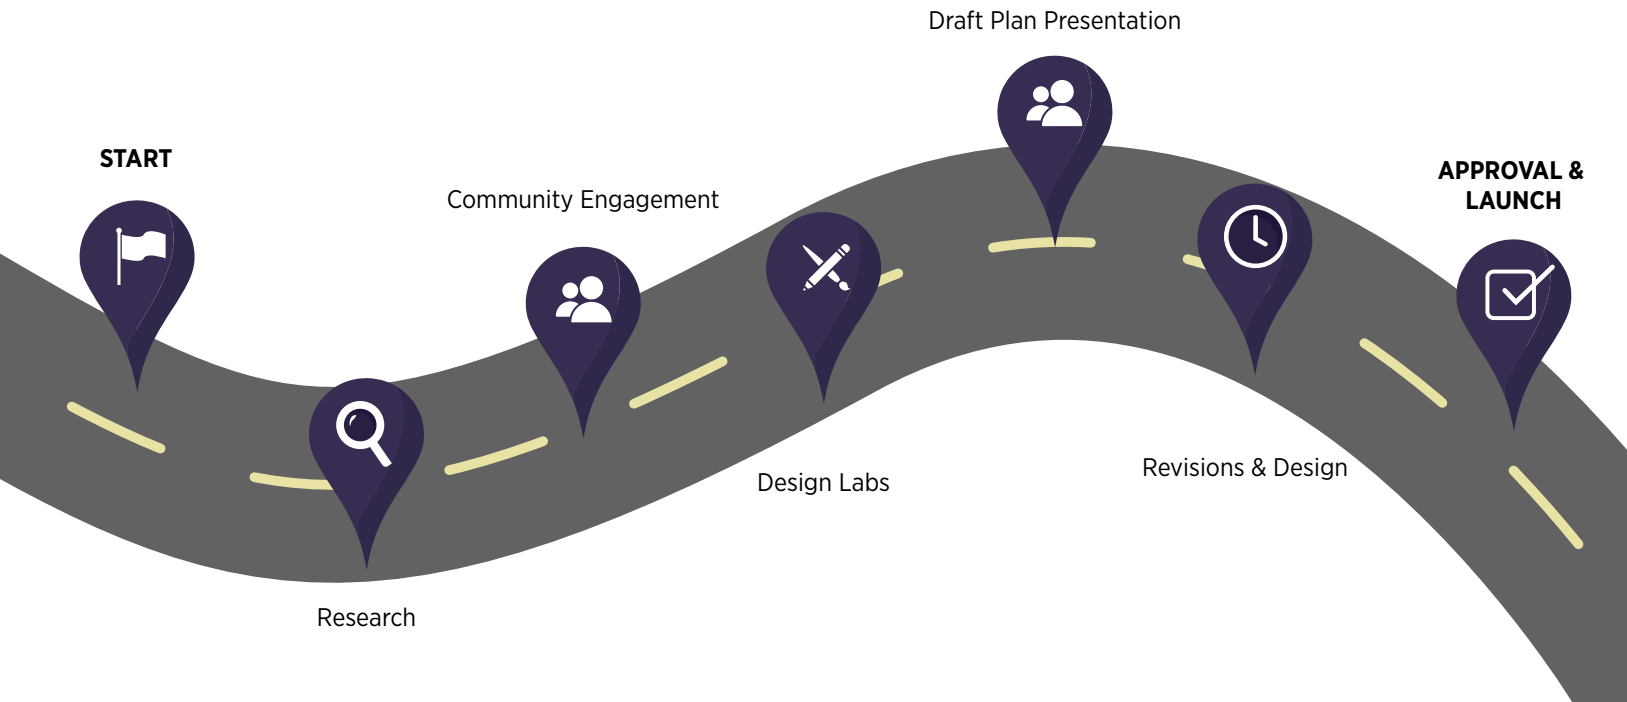 START
Research
Community Engagement
Design Labs
Draft Plan Presentation
Revisions & Design
APPROVAL &
LAUNCH